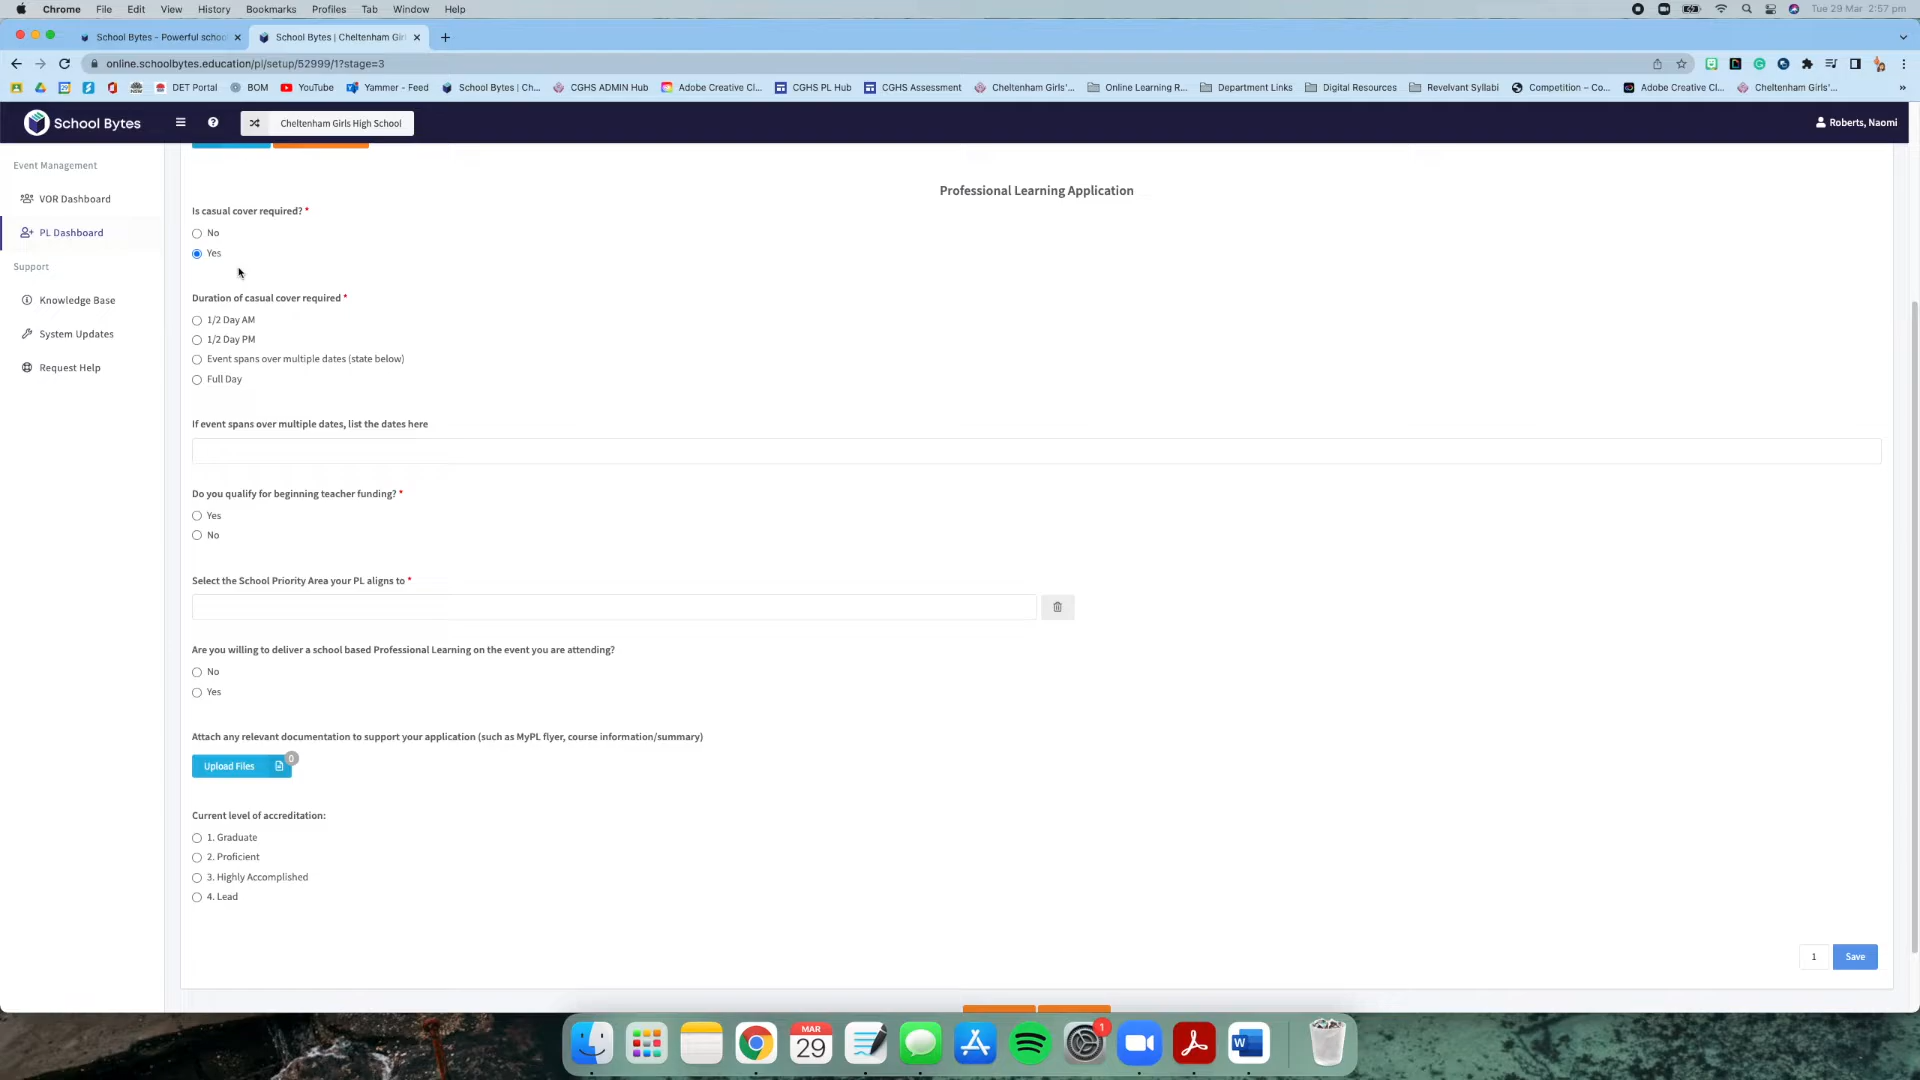 Chrome File Edit View History Bookmarks Profiles Tab Window Help Tue 29 Mar 2:57 pm
School Bytes - Powerful schoo School Bytes | Cheltenham Gir
online.schoolbytes.education/pl/setup/52999/1?stage=3
DET Portal BOM YouTube Yammer - Feed School Bytes | Ch... CGHS ADMIN Hub Adobe Creative Cl... CGHS PL Hub CGHS Assessment Cheltenham Girls'... Online Learning R... Department Links Digital Resources Revelvant Syllabi Competition – Co... Adobe Creative Cl... Cheltenham Girls'... »
School Bytes Cheltenham Girls High School Roberts, Naomi
Event Management
VOR Dashboard
PL Dashboard
Support
Knowledge Base
System Updates
Request Help
Professional Learning Application
Is casual cover required? *
No
Yes
Duration of casual cover required *
1/2 Day AM
1/2 Day PM
Event spans over multiple dates (state below)
Full Day
If event spans over multiple dates, list the dates here
Do you qualify for beginning teacher funding? *
Yes
No
Select the School Priority Area your PL aligns to *
Are you willing to deliver a school based Professional Learning on the event you are attending?
No
Yes
Attach any relevant documentation to support your application (such as MyPL flyer, course information/summary)
Upload Files 0
Current level of accreditation:
1. Graduate
2. Proficient
3. Highly Accomplished
4. Lead
1 Save
MAR
29
1
W